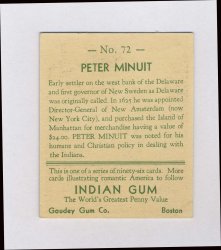 — No. 72 —
PETER MINUIT
Early settler on the west bank of the Delaware
and first governor of New Sweden as Delaware
was originally called. In 1625 he was appointed
Director-General of New Amsterdam (now
New York City), and purchased the Island of
Manhattan for merchandise having a value of
$24.00. PETER MINUIT was noted for his
humans and Christian policy in dealing with
the Indians.
This is one of a series of ninety-six cards. More
cards illustrating romantic America to follow
INDIAN GUM
The World's Greatest Penny Value
Goudey Gum Co. Boston